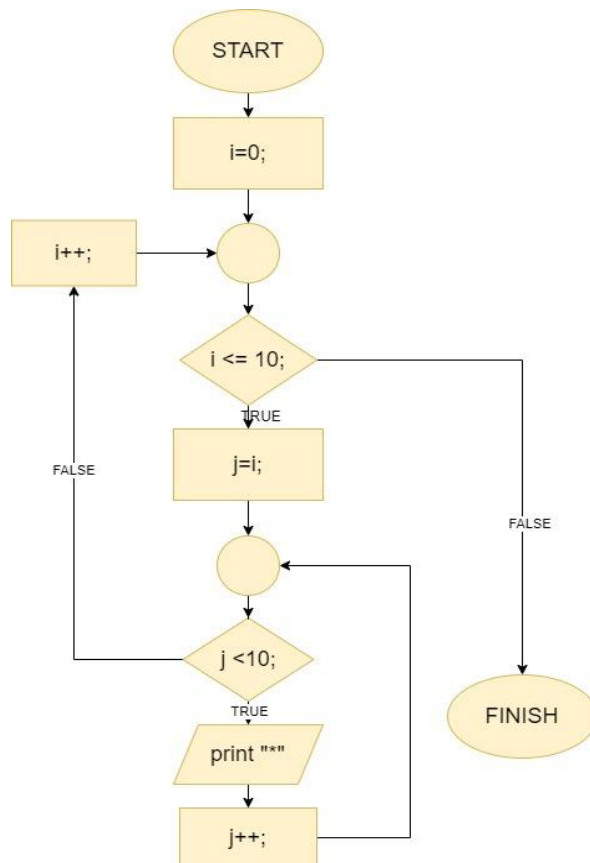 START
i=0;
i++;
i <= 10;
TRUE
j=i;
FALSE
FALSE
j <10;
TRUE
FINISH
print "*"
j++;